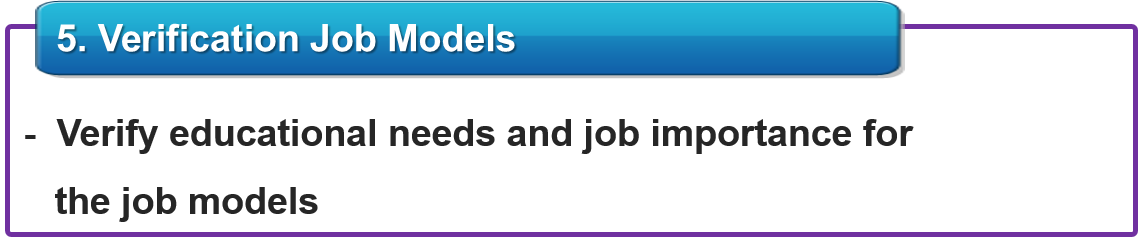 5. Verification Job Models
- Verify educational needs and job importance for
the job models